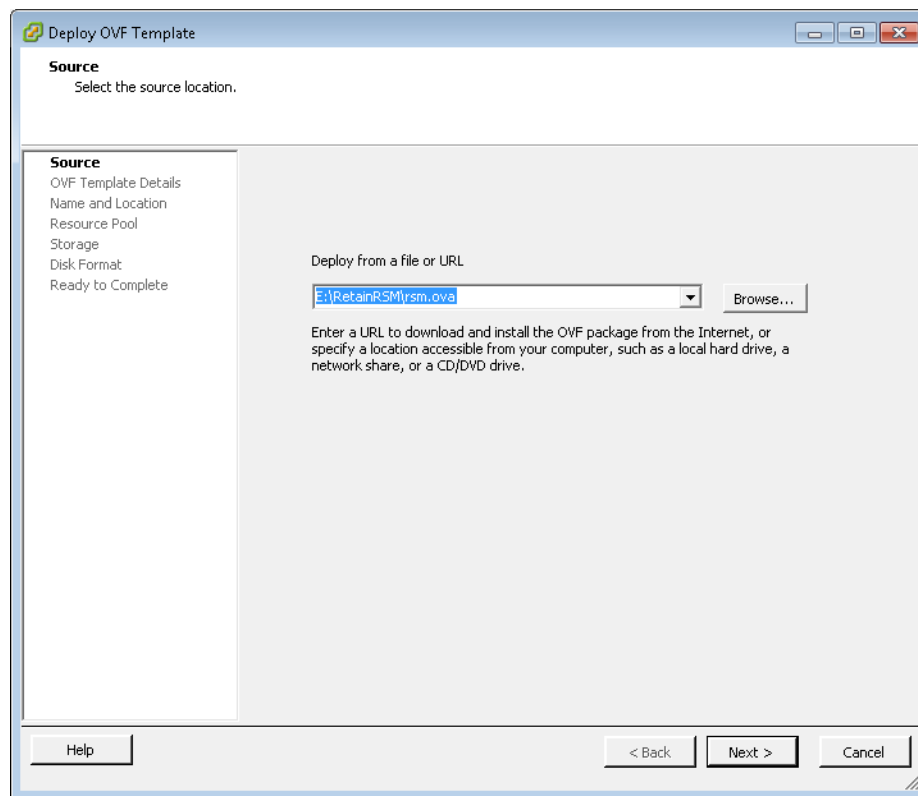 Deploy OVF Template
Source
Select the source location.
Source
OVF Template Details
Name and Location
Resource Pool
Storage
Disk Format
Ready to Complete
Deploy from a file or URL
E:\RetainRSM\rsm.ova
Browse...
Enter a URL to download and install the OVF package from the Internet, or
specify a location accessible from your computer, such as a local hard drive, a
network share, or a CD/DVD drive.
Help
< Back
Next >
Cancel